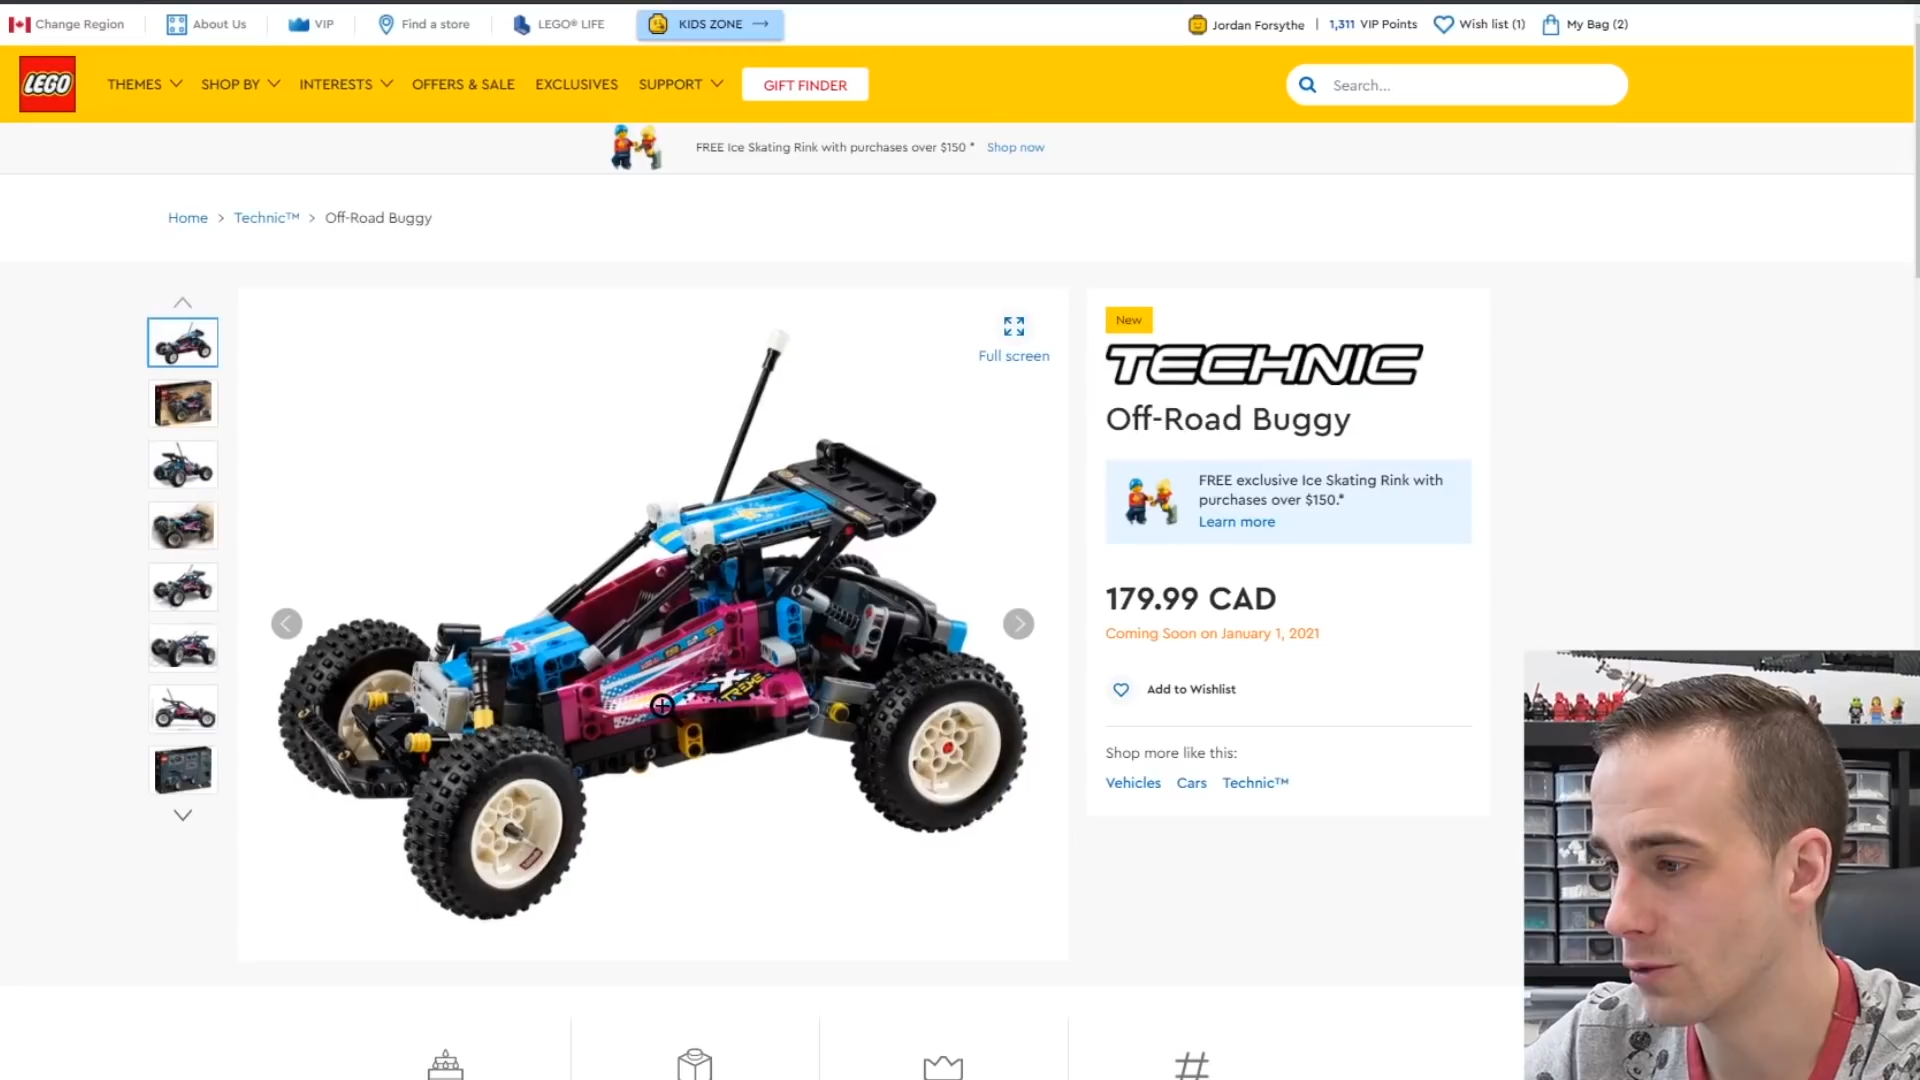 Change Region
About Us
VIP
Find a store
LEGO® LIFE
KIDS ZONE
Jordan Forsythe | 1,311 VIP Points
Wish list (1)
My Bag (2)
LEGO
THEMES
SHOP BY
INTERESTS
OFFERS & SALE
EXCLUSIVES
SUPPORT
GIFT FINDER
Search...
FREE Ice Skating Rink with purchases over $150 * Shop now
Home > Technic™ > Off-Road Buggy
Full screen
XTREME
New
TECHNIC
Off-Road Buggy
FREE exclusive Ice Skating Rink with
purchases over $150.*
Learn more
179.99 CAD
Coming Soon on January 1, 2021
Add to Wishlist
Shop more like this:
Vehicles Cars Technic™
#